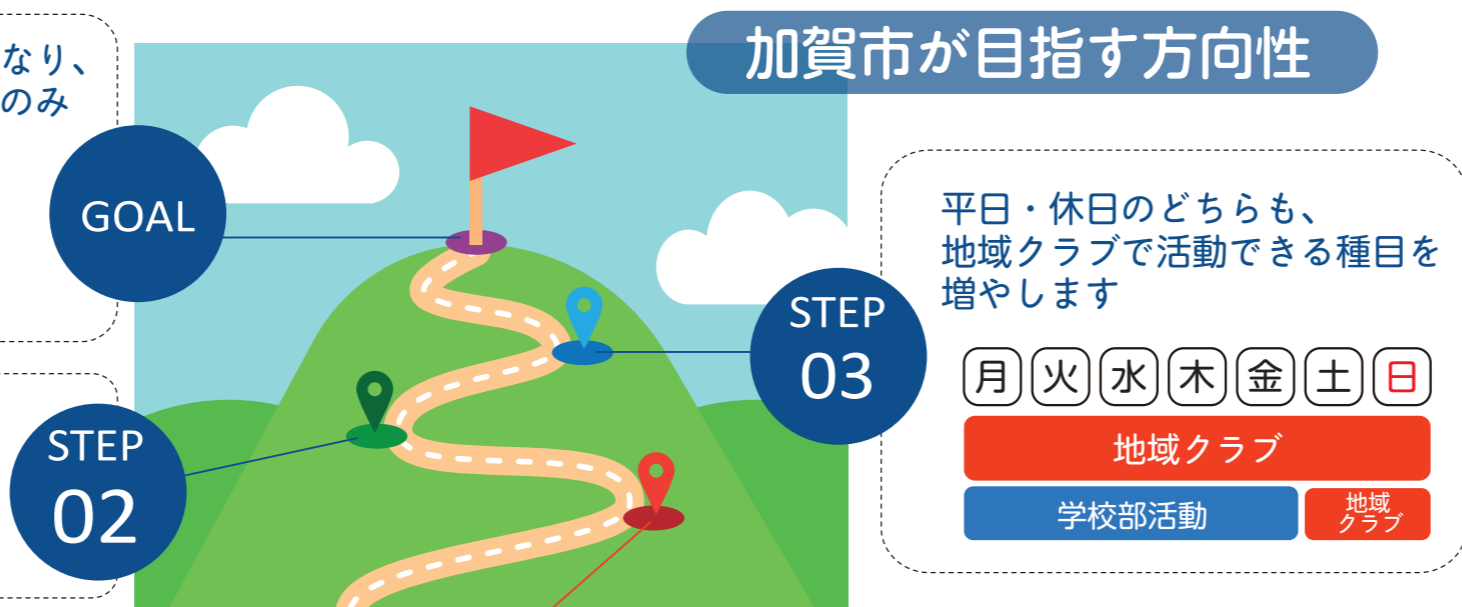 加賀市が目指す方向性
なり、
のみ
GOAL
平日・休日のどちらも、
地域クラブで活動できる種目を
増やします
STEP
03
月 火 水 木 金 土 日
地域クラブ
学校部活動
地域
クラブ
STEP
02